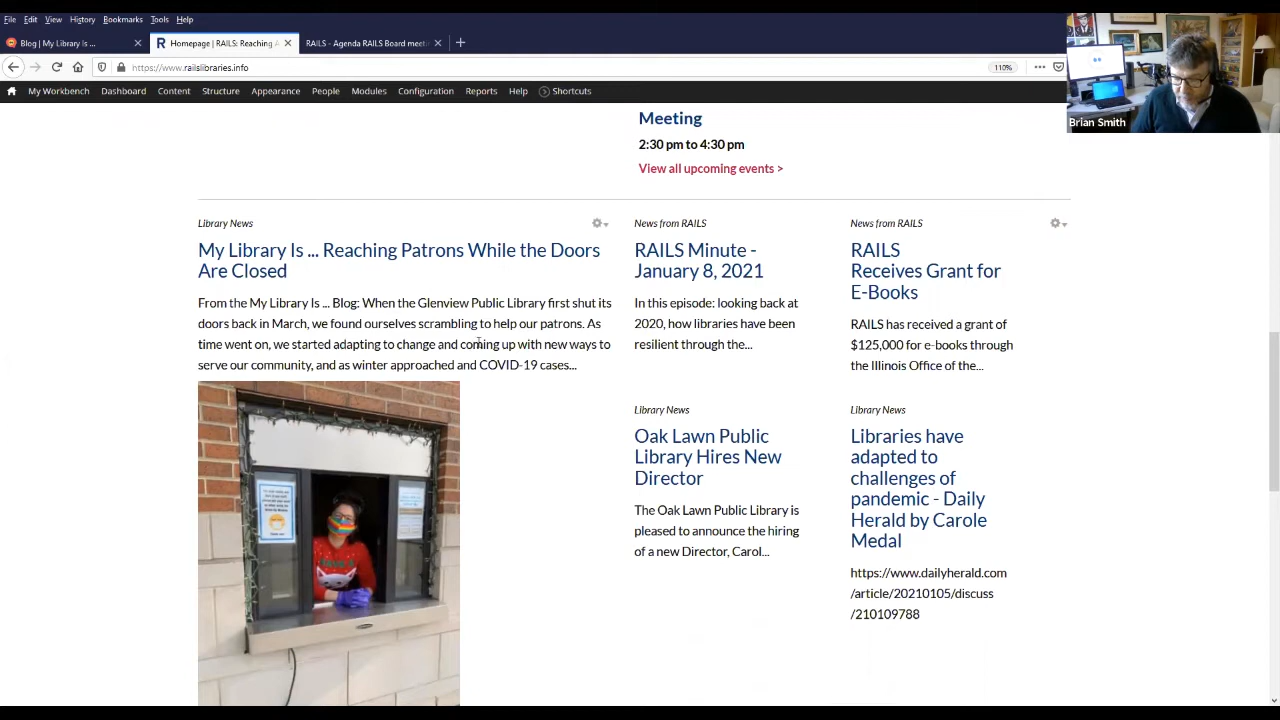 File Edit View History Bookmarks Tools Help
Blog | My Library Is ...
Homepage | RAILS: Reaching A
RAILS - Agenda RAILS Board meeti
https://www.railslibraries.info
110%
My Workbench Dashboard Content Structure Appearance People Modules Configuration Reports Help Shortcuts
Brian Smith
Meeting
2:30 pm to 4:30 pm
View all upcoming events >
Library News
My Library Is ... Reaching Patrons While the Doors
Are Closed
From the My Library Is ... Blog: When the Glenview Public Library first shut its
doors back in March, we found ourselves scrambling to help our patrons. As
time went on, we started adapting to change and coming up with new ways to
serve our community, and as winter approached and COVID-19 cases...
News from RAILS
RAILS Minute -
January 8, 2021
In this episode: looking back at
2020, how libraries have been
resilient through the...
News from RAILS
RAILS
Receives Grant for
E-Books
RAILS has received a grant of
$125,000 for e-books through
the Illinois Office of the...
Library News
Oak Lawn Public
Library Hires New
Director
The Oak Lawn Public Library is
pleased to announce the hiring
of a new Director, Carol...
Library News
Libraries have
adapted to
challenges of
pandemic - Daily
Herald by Carole
Medal
https://www.dailyherald.com
/article/20210105/discuss
/210109788